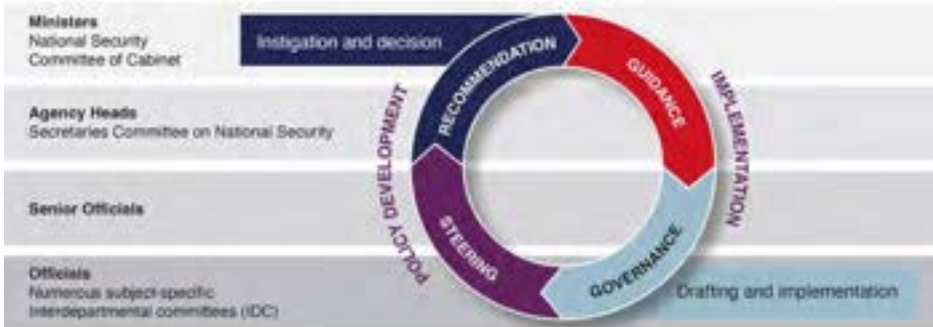 Ministers
National Security
Committee of Cabinet
Instigation and decision
RECOMMENDATION
GUIDANCE
POLICY DEVELOPMENT
IMPLEMENTATION
Agency Heads
Secretaries Committee on National Security
Senior Officials
STEERING
GOVERNANCE
Officials
Numerous subject-specific
Interdepartmental committees (IDC)
Drafting and implementation